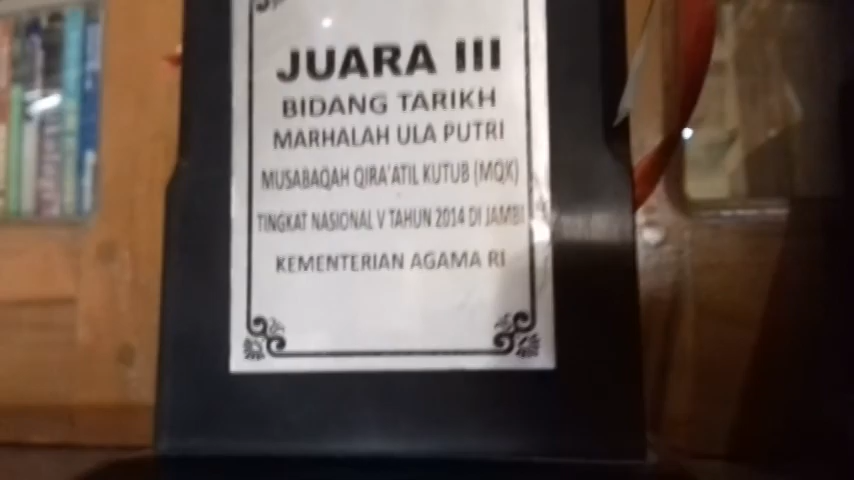 JUARA III
BIDANG TARIKH
MARHALAH ULA PUTRI
MUSABAQAH QIRA'ATIL KUTUB (MQK)
TINGKAT NASIONAL V TAHUN 2014 DI JAMBI
KEMENTERIAN AGAMA RI